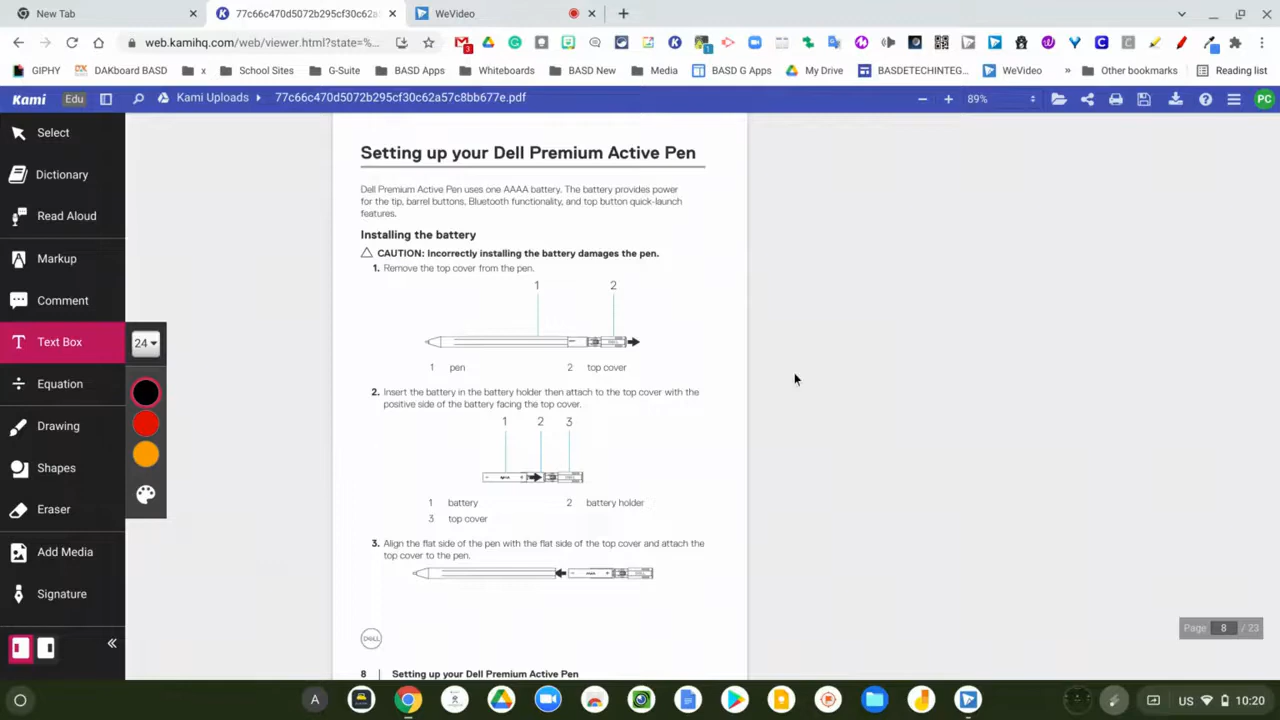 New Tab
77c66c470d5072b295cf30c62a
WeVideo
web.kamihq.com/web/viewer.html?state=%...
GIPHY
DAKboard BASD
x
School Sites
G-Suite
BASD Apps
Whiteboards
BASD New
Media
BASD G Apps
My Drive
BASDETECHINTEG...
WeVideo
»
Other bookmarks
Reading list
Kami
Edu
Kami Uploads
77c66c470d5072b295cf30c62a57c8bb677e.pdf
89%
PC
Select
Dictionary
Read Aloud
Markup
Comment
Text Box
Equation
Drawing
Shapes
Eraser
Add Media
Signature
24
Setting up your Dell Premium Active Pen
Dell Premium Active Pen uses one AAAA battery. The battery provides power
for the tip, barrel buttons, Bluetooth functionality, and top button quick-launch
features.
Installing the battery
CAUTION: Incorrectly installing the battery damages the pen.
1. Remove the top cover from the pen.
1 2
1 pen 2 top cover
2. Insert the battery in the battery holder then attach to the top cover with the
positive side of the battery facing the top cover.
1 2 3
1 battery 2 battery holder
3 top cover
3. Align the flat side of the pen with the flat side of the top cover and attach the
top cover to the pen.
DELL
8 | Setting up your Dell Premium Active Pen
Page 8 / 23
A
US
10:20